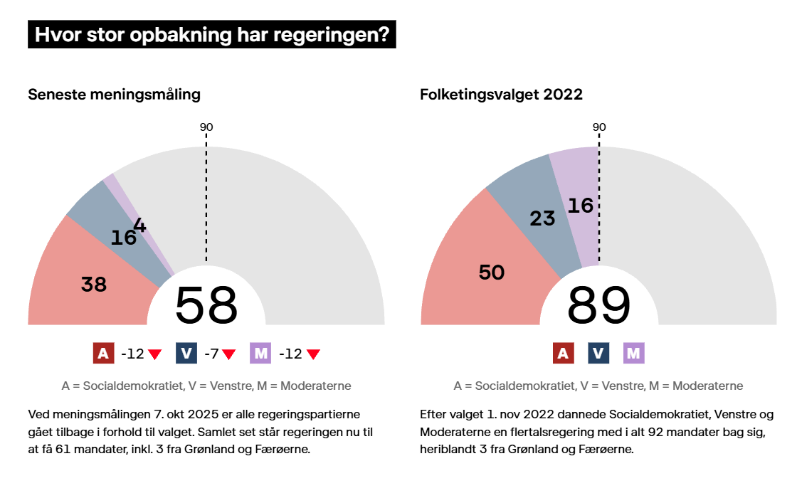 Hvor stor opbakning har regeringen?
Seneste meningsmåling
90
38
16
4
58
A -12 V -7 M -12
A = Socialdemokratiet, V = Venstre, M = Moderaterne
Ved meningsmålingen 7. okt 2025 er alle regeringspartierne
gået tilbage i forhold til valget. Samlet set står regeringen nu til
at få 61 mandater, inkl. 3 fra Grønland og Færøerne.
Folketingsvalget 2022
90
50
23
16
89
A V M
A = Socialdemokratiet, V = Venstre, M = Moderaterne
Efter valget 1. nov 2022 dannede Socialdemokratiet, Venstre og
Moderaterne en flertalsregering med i alt 92 mandater bag sig,
heriblandt 3 fra Grønland og Færøerne.